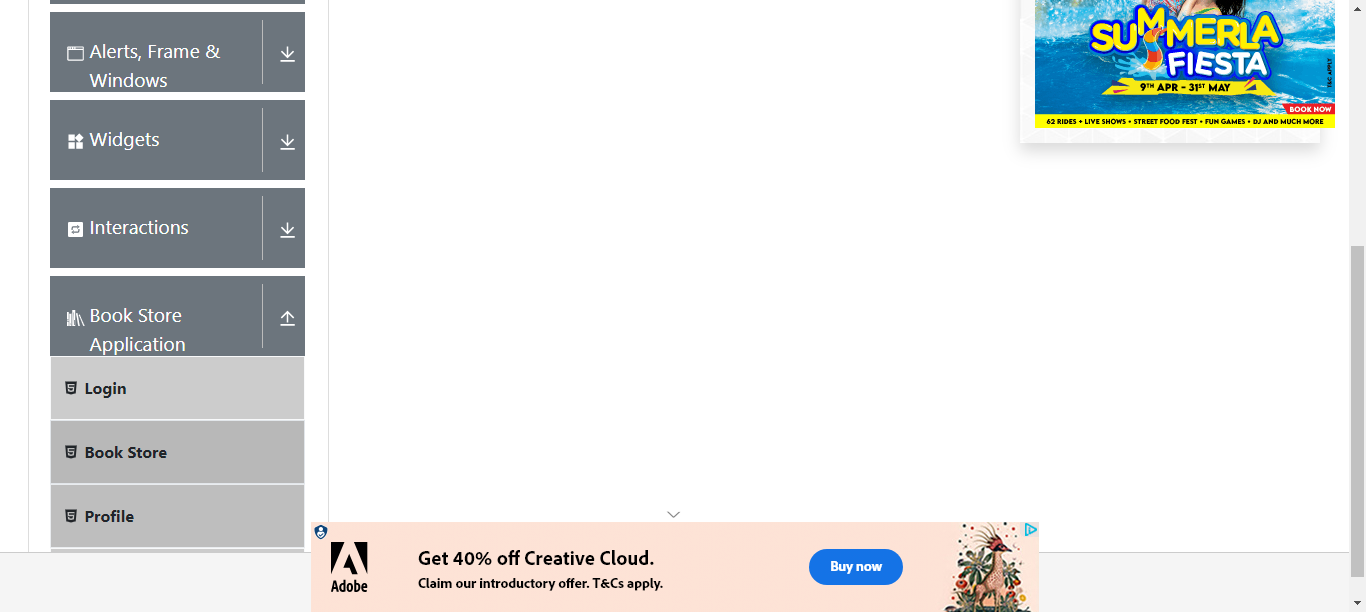 Alerts, Frame &
Windows
Widgets
Interactions
Book Store
Application
Login
Book Store
Profile
SUMMERLA
FIESTA
9TH APR - 31ST MAY
T&C APPLY
BOOK NOW
62 RIDES • LIVE SHOWS • STREET FOOD FEST • FUN GAMES • DJ AND MUCH MORE
Adobe
Get 40% off Creative Cloud.
Claim our introductory offer. T&Cs apply.
Buy now